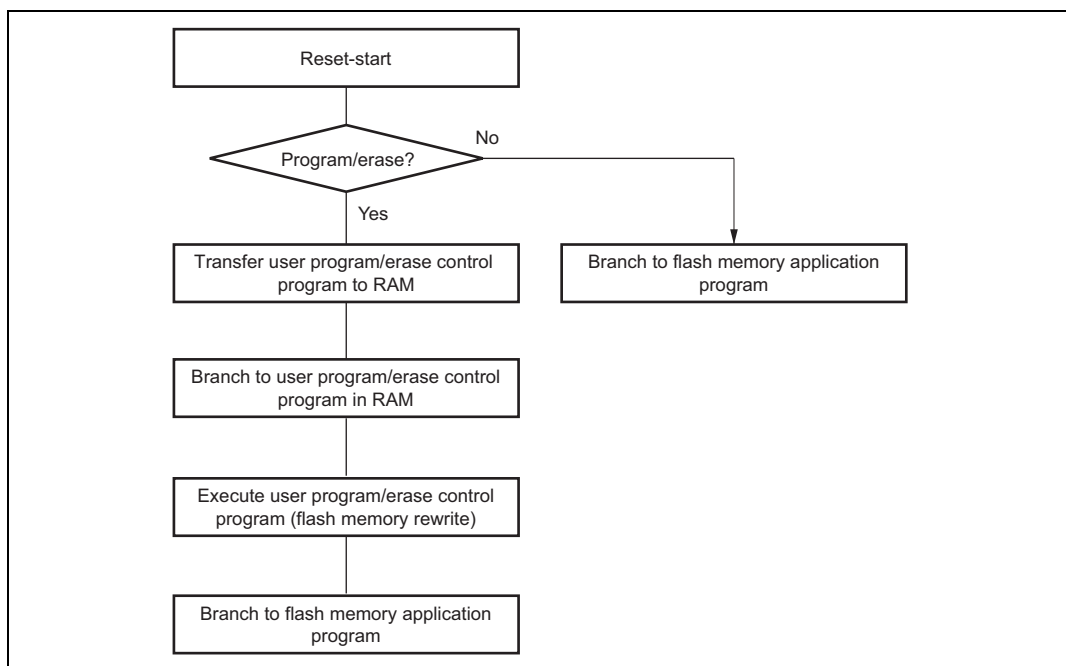 Reset-start
No
Program/erase?
Yes
Transfer user program/erase control
program to RAM
Branch to flash memory application
program
Branch to user program/erase control
program in RAM
Execute user program/erase control
program (flash memory rewrite)
Branch to flash memory application
program